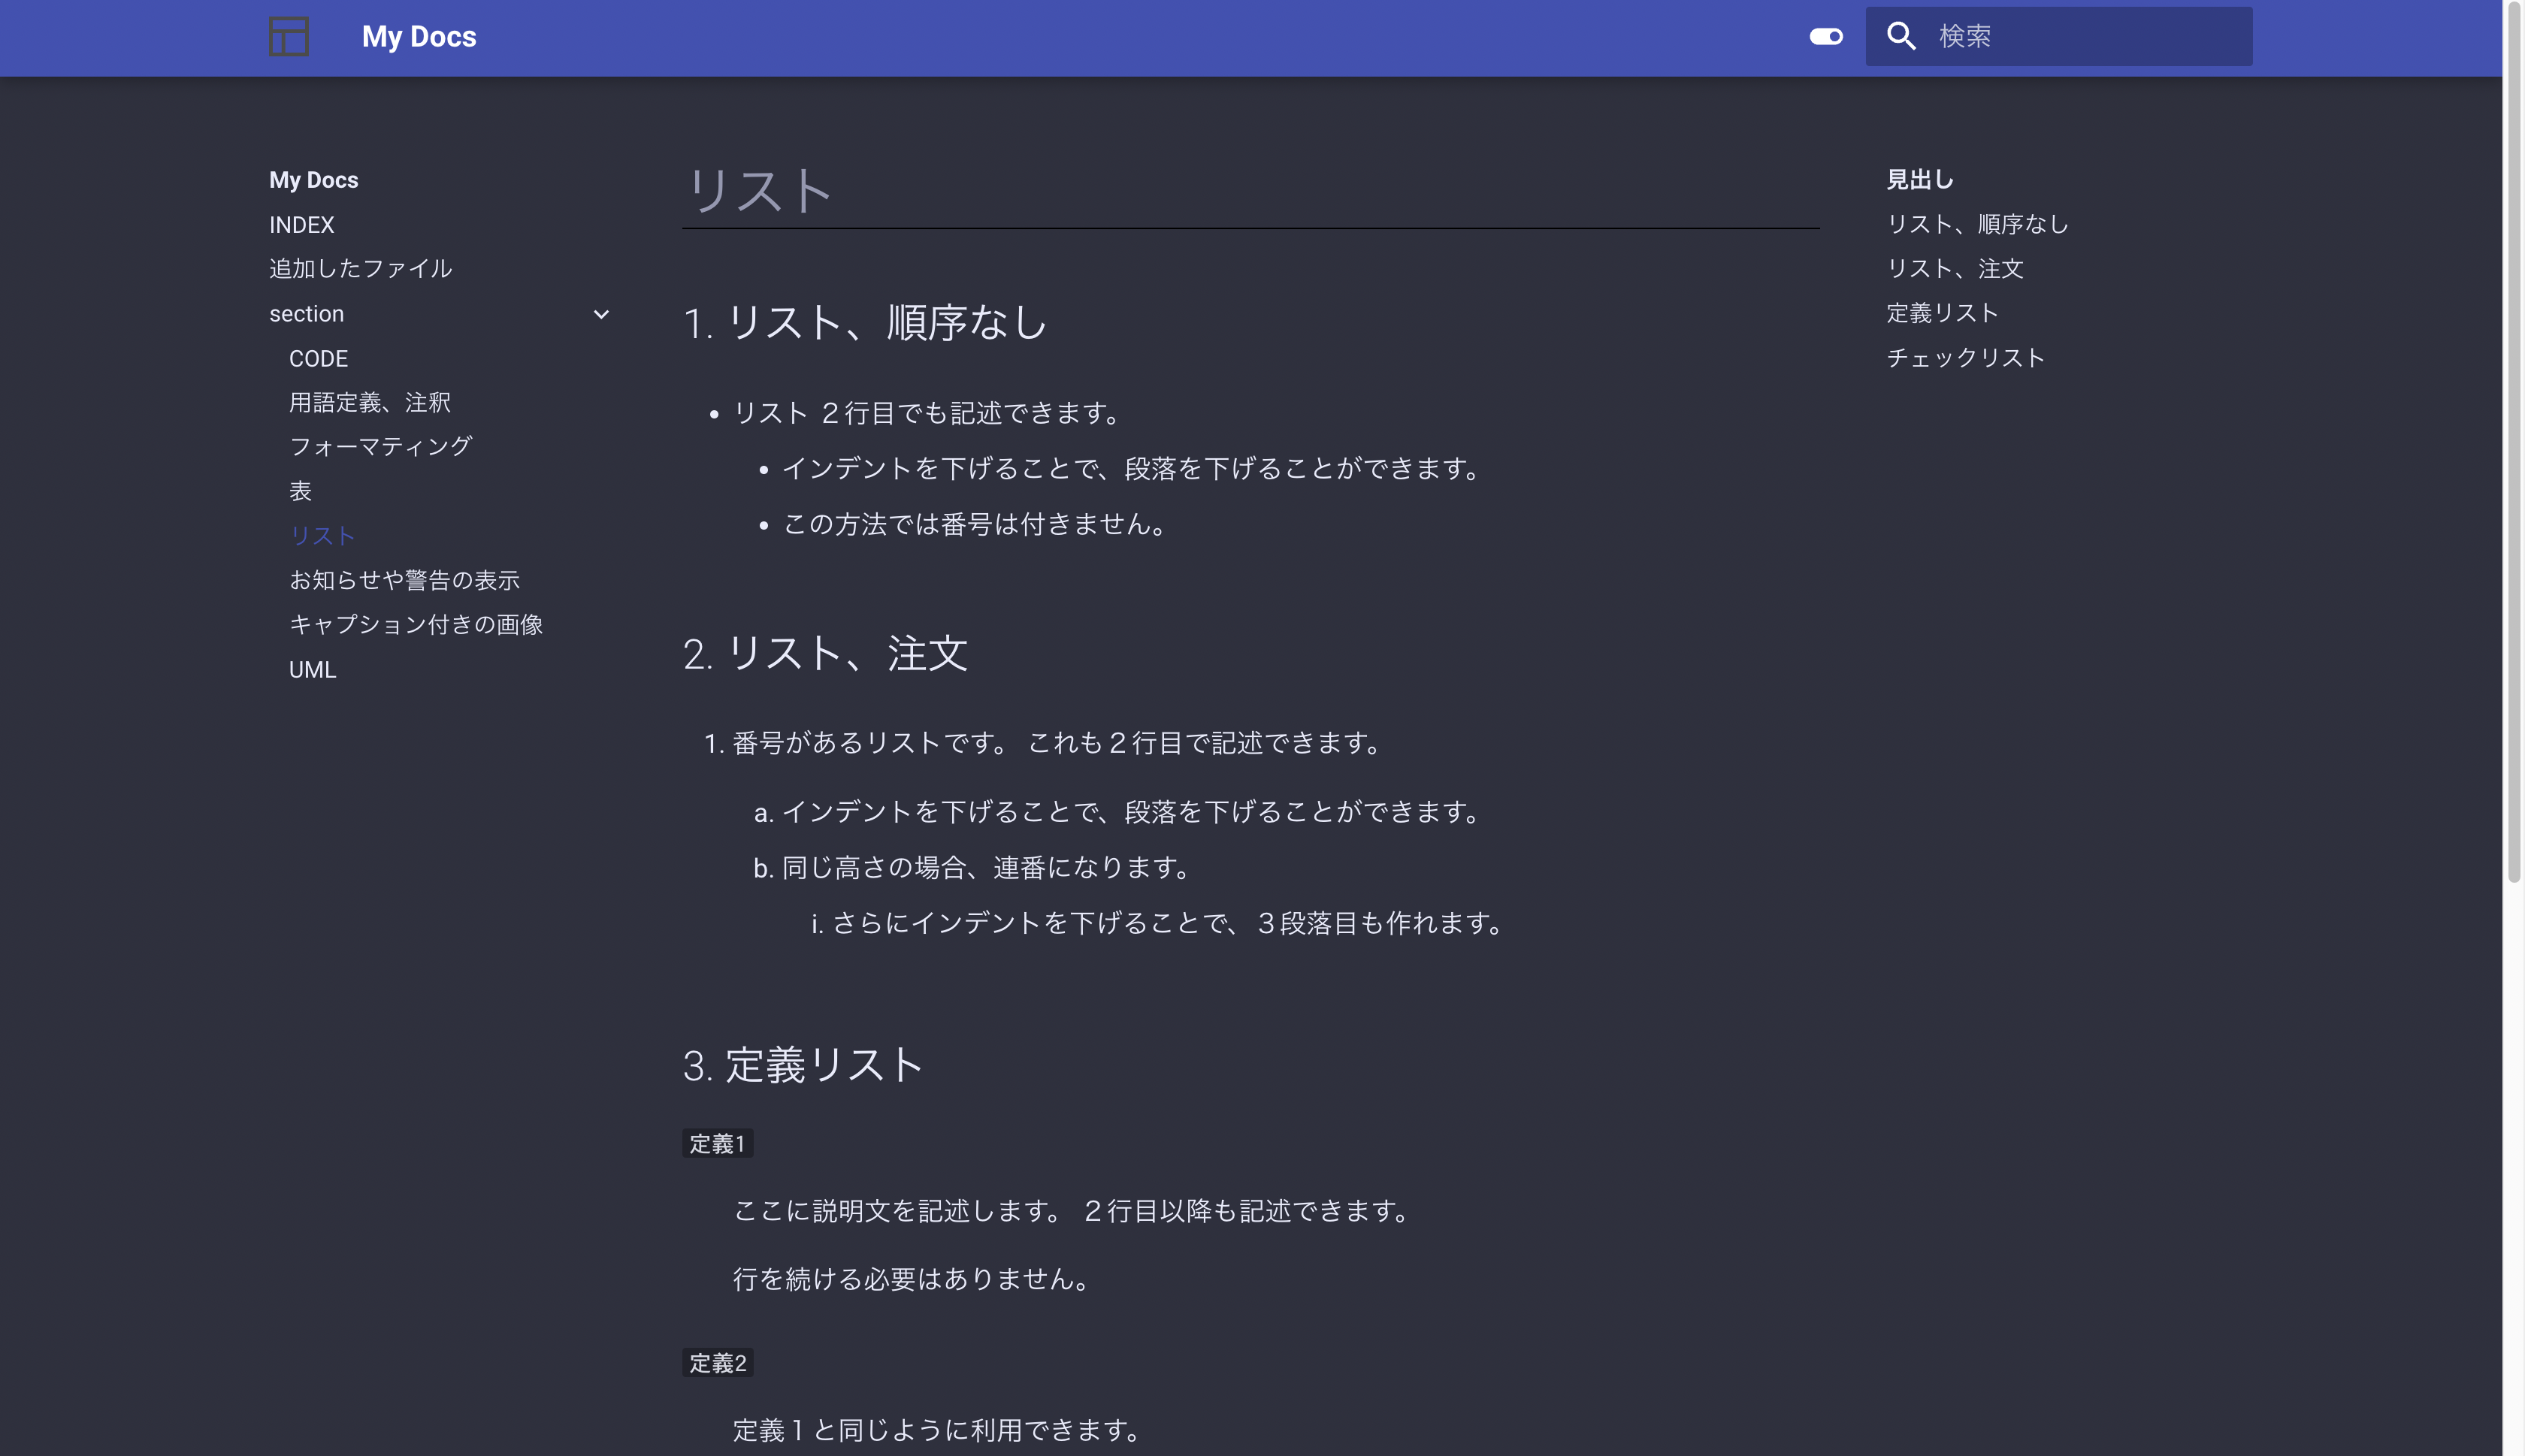 My Docs
検索
My Docs
INDEX
追加したファイル
section
CODE
用語定義、注釈
フォーマティング
表
リスト
お知らせや警告の表示
キャプション付きの画像
UML
リスト
1. リスト、順序なし
• リスト ２行目でも記述できます。
• インデントを下げることで、段落を下げることができます。
• この方法では番号は付きません。
2. リスト、注文
1. 番号があるリストです。 これも２行目で記述できます。
a. インデントを下げることで、段落を下げることができます。
b. 同じ高さの場合、連番になります。
i. さらにインデントを下げることで、３段落目も作れます。
3. 定義リスト
定義1
ここに説明文を記述します。 ２行目以降も記述できます。
行を続ける必要はありません。
定義2
定義１と同じように利用できます。
見出し
リスト、順序なし
リスト、注文
定義リスト
チェックリスト